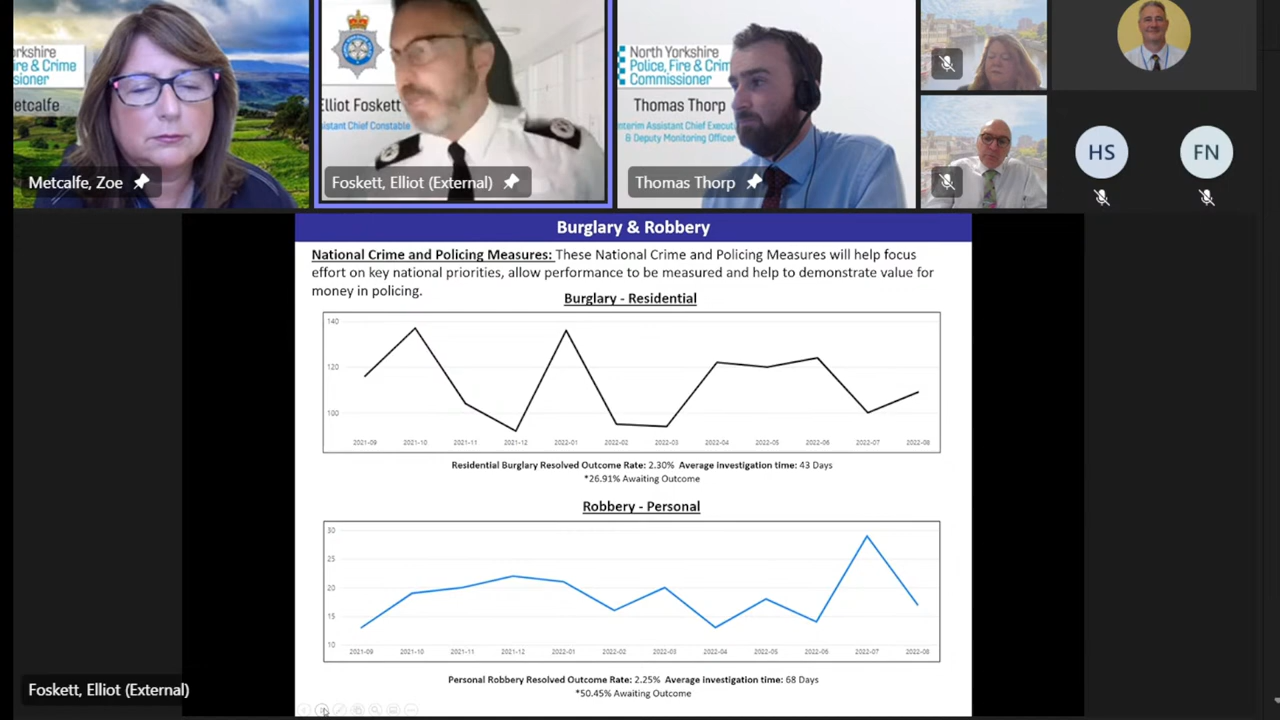 orkshire
re & Crime
sioner
etcalfe
Metcalfe, Zoe
Elliot Foskett
istant Chief Constable
Foskett, Elliot (External)
North Yorkshire
Police, Fire & Crim
Commissioner
Thomas Thorp
nterim Assistant Chief Execut
& Deputy Monitoring Officer
Thomas Thorp
HS
FN
Burglary & Robbery
National Crime and Policing Measures: These National Crime and Policing Measures will help focus
effort on key national priorities, allow performance to be measured and help to demonstrate value for
money in policing.
Burglary - Residential
140
120
100
2021-09 2021-10 2021-11 2021-12 2022-01 2022-02 2022-03 2022-04 2022-05 2022-06 2022-07 2022-08
Residential Burglary Resolved Outcome Rate: 2.30% Average investigation time: 43 Days
*26.91% Awaiting Outcome
Robbery - Personal
30
25
20
15
10
2021-09 2021-10 2021-11 2021-12 2022-01 2022-02 2022-03 2022-04 2022-05 2022-06 2022-07 2022-08
Personal Robbery Resolved Outcome Rate: 2.25% Average investigation time: 68 Days
*50.45% Awaiting Outcome
Foskett, Elliot (External)